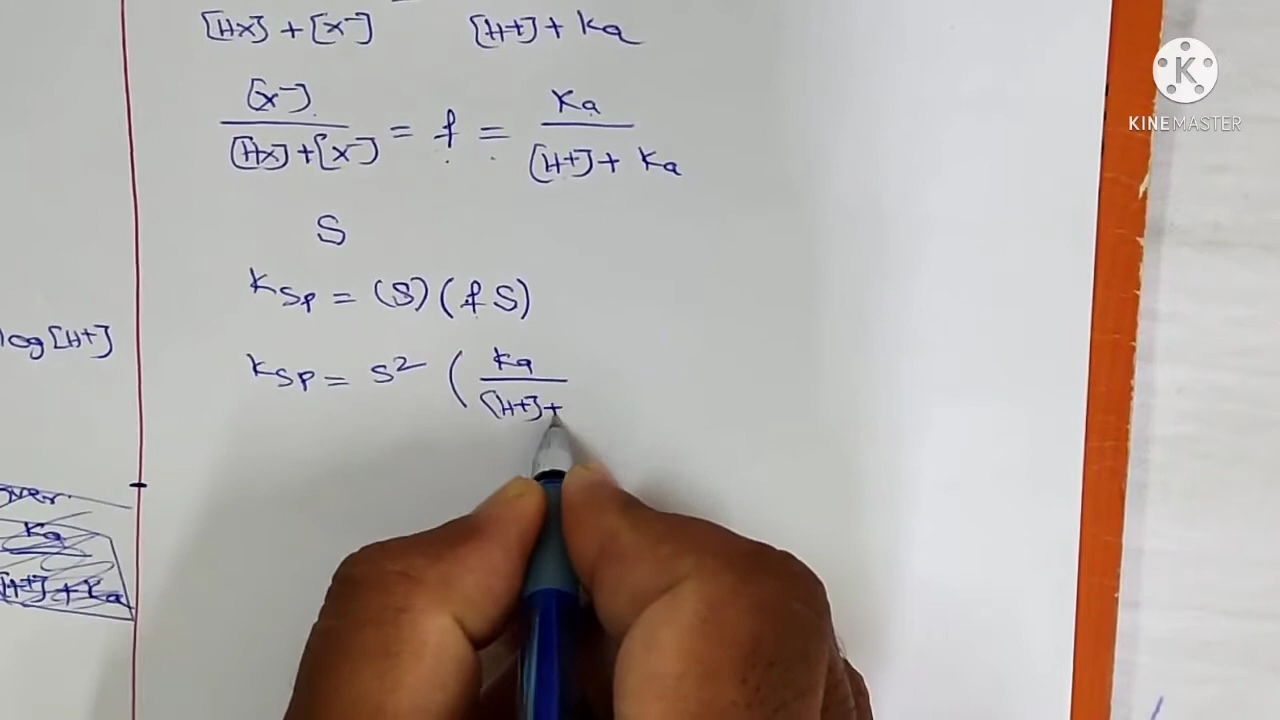 [HX] + [X-] [H+] + Ka
[X-] / [HX] + [X-] = f = Ka / [H+] + Ka
S
Ksp = (S) (f S)
log [H+]
Ksp = S² ( Ka / [H+] +
Ka
[H+] + Ka
K
KINEMASTER